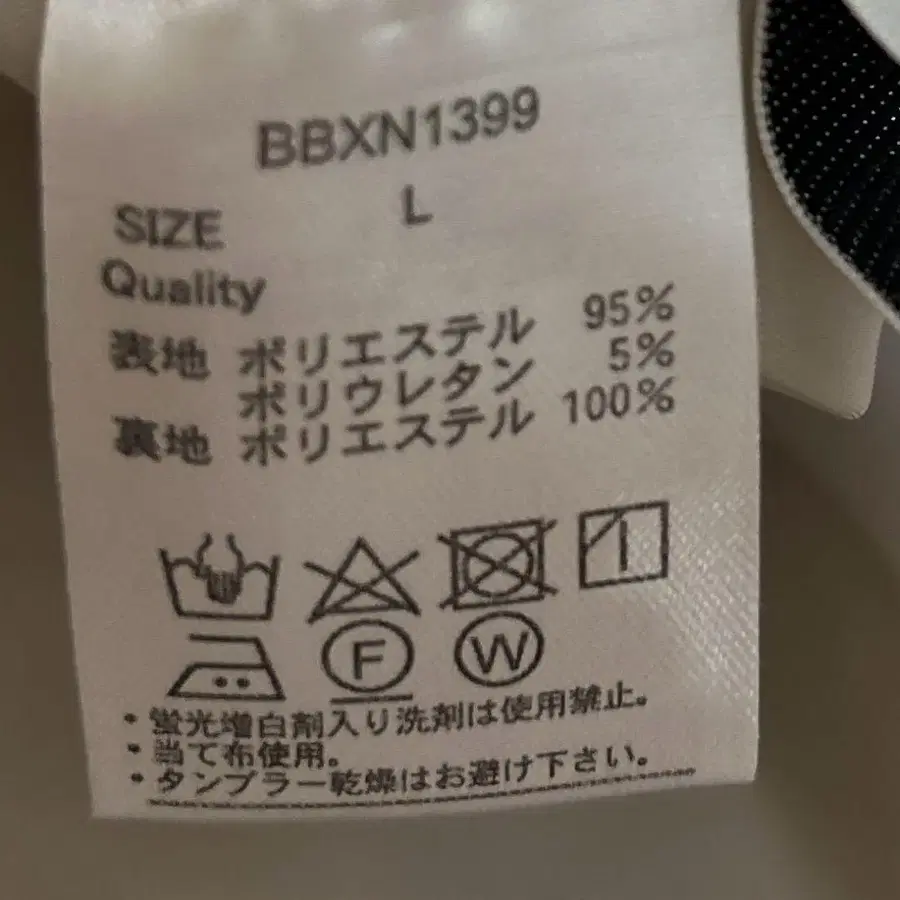 BBXN1399
SIZE L
Quality
表地 ポリエステル 95%
ポリウレタン 5%
裏地 ポリエステル 100%
F W
・蛍光増白剤入り洗剤は使用禁止。
・当て布使用。
・タンブラー乾燥はお避け下さい。